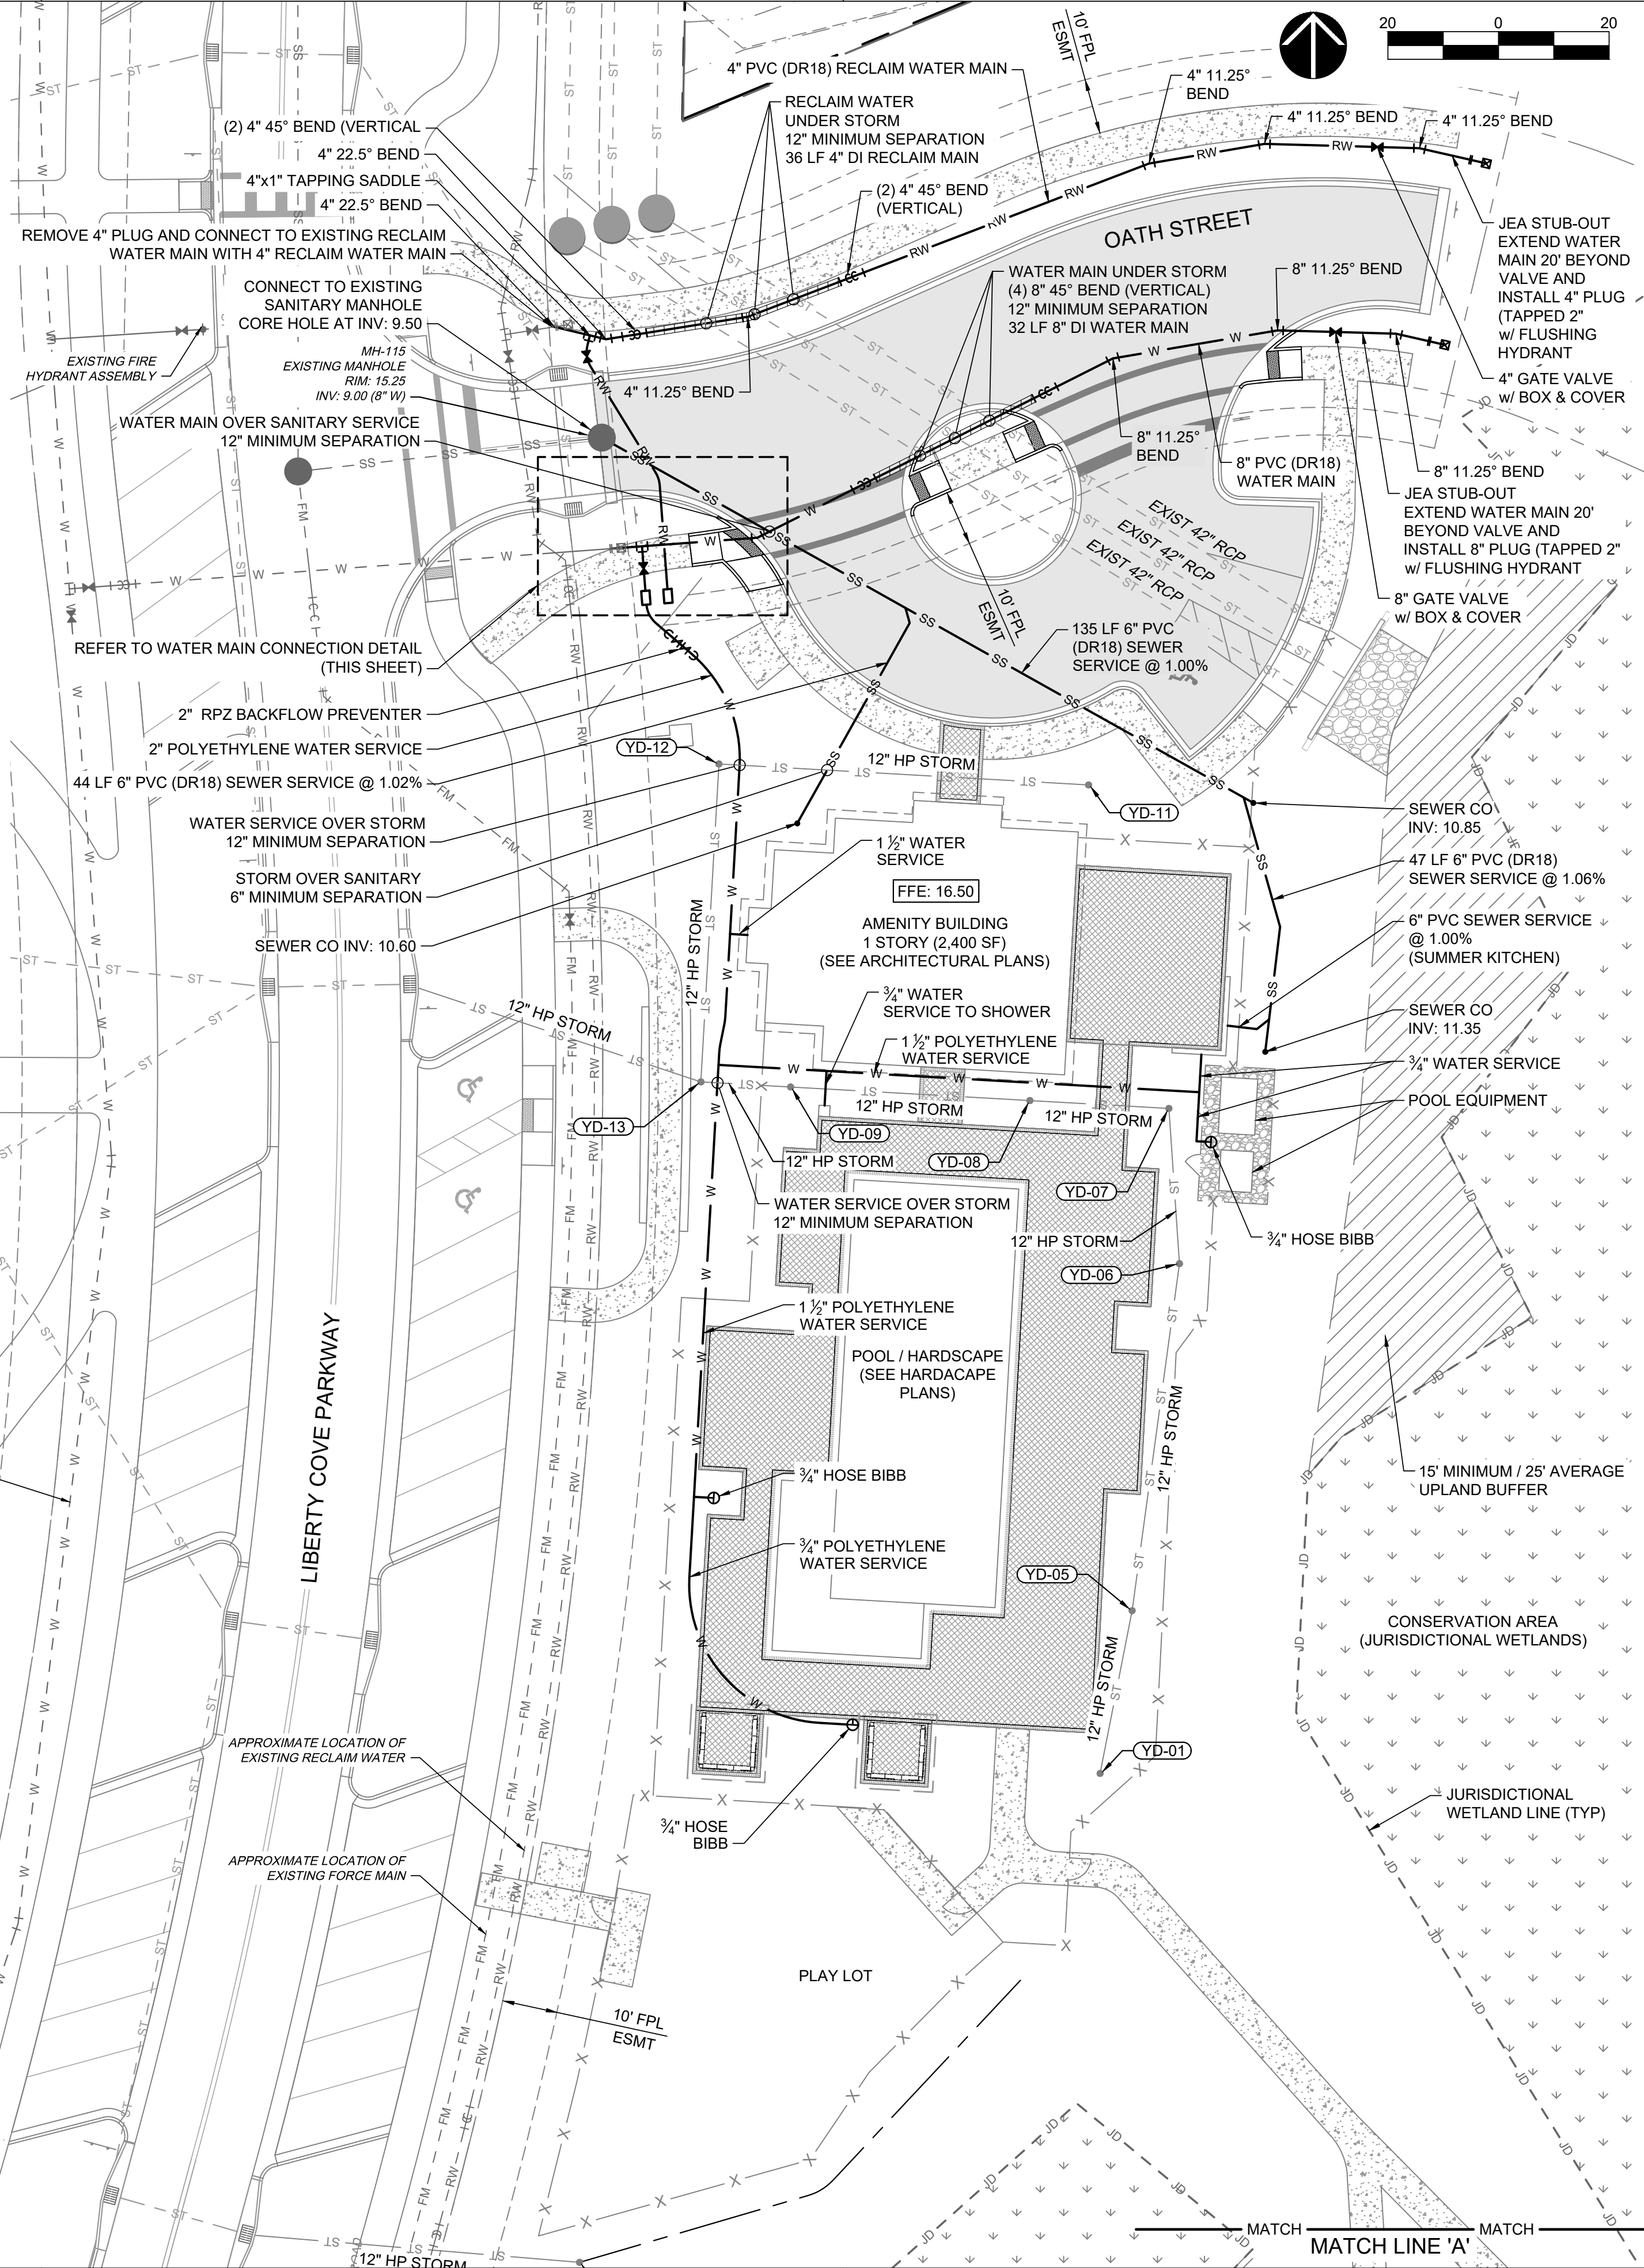 20 0 20
10' FPL
ESMT
4" PVC (DR18) RECLAIM WATER MAIN
4" 11.25°
BEND
RECLAIM WATER
UNDER STORM
12" MINIMUM SEPARATION
36 LF 4" DI RECLAIM MAIN
4" 11.25° BEND
4" 11.25° BEND
(2) 4" 45° BEND (VERTICAL
4" 22.5° BEND
4"x1" TAPPING SADDLE
4" 22.5° BEND
REMOVE 4" PLUG AND CONNECT TO EXISTING RECLAIM
WATER MAIN WITH 4" RECLAIM WATER MAIN
(2) 4" 45° BEND
(VERTICAL)
OATH STREET
JEA STUB-OUT
EXTEND WATER
MAIN 20' BEYOND
VALVE AND
INSTALL 4" PLUG
(TAPPED 2"
w/ FLUSHING
HYDRANT
CONNECT TO EXISTING
SANITARY MANHOLE
CORE HOLE AT INV: 9.50
WATER MAIN UNDER STORM
(4) 8" 45° BEND (VERTICAL)
12" MINIMUM SEPARATION
32 LF 8" DI WATER MAIN
8" 11.25° BEND
EXISTING FIRE
HYDRANT ASSEMBLY
MH-115
EXISTING MANHOLE
RIM: 15.25
INV: 9.00 (8" W)
4" 11.25° BEND
4" GATE VALVE
w/ BOX & COVER
WATER MAIN OVER SANITARY SERVICE
12" MINIMUM SEPARATION
8" 11.25°
BEND
8" PVC (DR18)
WATER MAIN
8" 11.25° BEND
JEA STUB-OUT
EXTEND WATER MAIN 20'
BEYOND VALVE AND
INSTALL 8" PLUG (TAPPED 2"
w/ FLUSHING HYDRANT
EXIST 42" RCP
EXIST 42" RCP
EXIST 42" RCP
8" GATE VALVE
w/ BOX & COVER
10' FPL
ESMT
REFER TO WATER MAIN CONNECTION DETAIL
(THIS SHEET)
135 LF 6" PVC
(DR18) SEWER
SERVICE @ 1.00%
2" RPZ BACKFLOW PREVENTER
2" POLYETHYLENE WATER SERVICE
44 LF 6" PVC (DR18) SEWER SERVICE @ 1.02%
YD-12
12" HP STORM
YD-11
WATER SERVICE OVER STORM
12" MINIMUM SEPARATION
SEWER CO
INV: 10.85
STORM OVER SANITARY
6" MINIMUM SEPARATION
1 ½" WATER
SERVICE
47 LF 6" PVC (DR18)
SEWER SERVICE @ 1.06%
FFE: 16.50
AMENITY BUILDING
1 STORY (2,400 SF)
(SEE ARCHITECTURAL PLANS)
SEWER CO INV: 10.60
6" PVC SEWER SERVICE
@ 1.00%
(SUMMER KITCHEN)
12" HP STORM
12" HP STORM
¾" WATER
SERVICE TO SHOWER
SEWER CO
INV: 11.35
1 ½" POLYETHYLENE
WATER SERVICE
¾" WATER SERVICE
POOL EQUIPMENT
12" HP STORM
12" HP STORM
YD-13
YD-09
12" HP STORM
YD-08
YD-07
WATER SERVICE OVER STORM
12" MINIMUM SEPARATION
12" HP STORM
¾" HOSE BIBB
YD-06
1 ½" POLYETHYLENE
WATER SERVICE
LIBERTY COVE PARKWAY
POOL / HARDSCAPE
(SEE HARDACAPE
PLANS)
12" HP STORM
¾" HOSE BIBB
15' MINIMUM / 25' AVERAGE
UPLAND BUFFER
¾" POLYETHYLENE
WATER SERVICE
YD-05
CONSERVATION AREA
(JURISDICTIONAL WETLANDS)
12" HP STORM
APPROXIMATE LOCATION OF
EXISTING RECLAIM WATER
YD-01
JURISDICTIONAL
WETLAND LINE (TYP)
¾" HOSE
BIBB
APPROXIMATE LOCATION OF
EXISTING FORCE MAIN
PLAY LOT
10' FPL
ESMT
MATCH MATCH
MATCH LINE 'A'
12" HP STORM